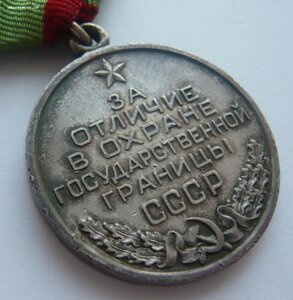 ЗА
ОТЛИЧИЕ
В ОХРАНЕ
ГОСУДАРСТВЕННОЙ
ГРАНИЦЫ
СССР